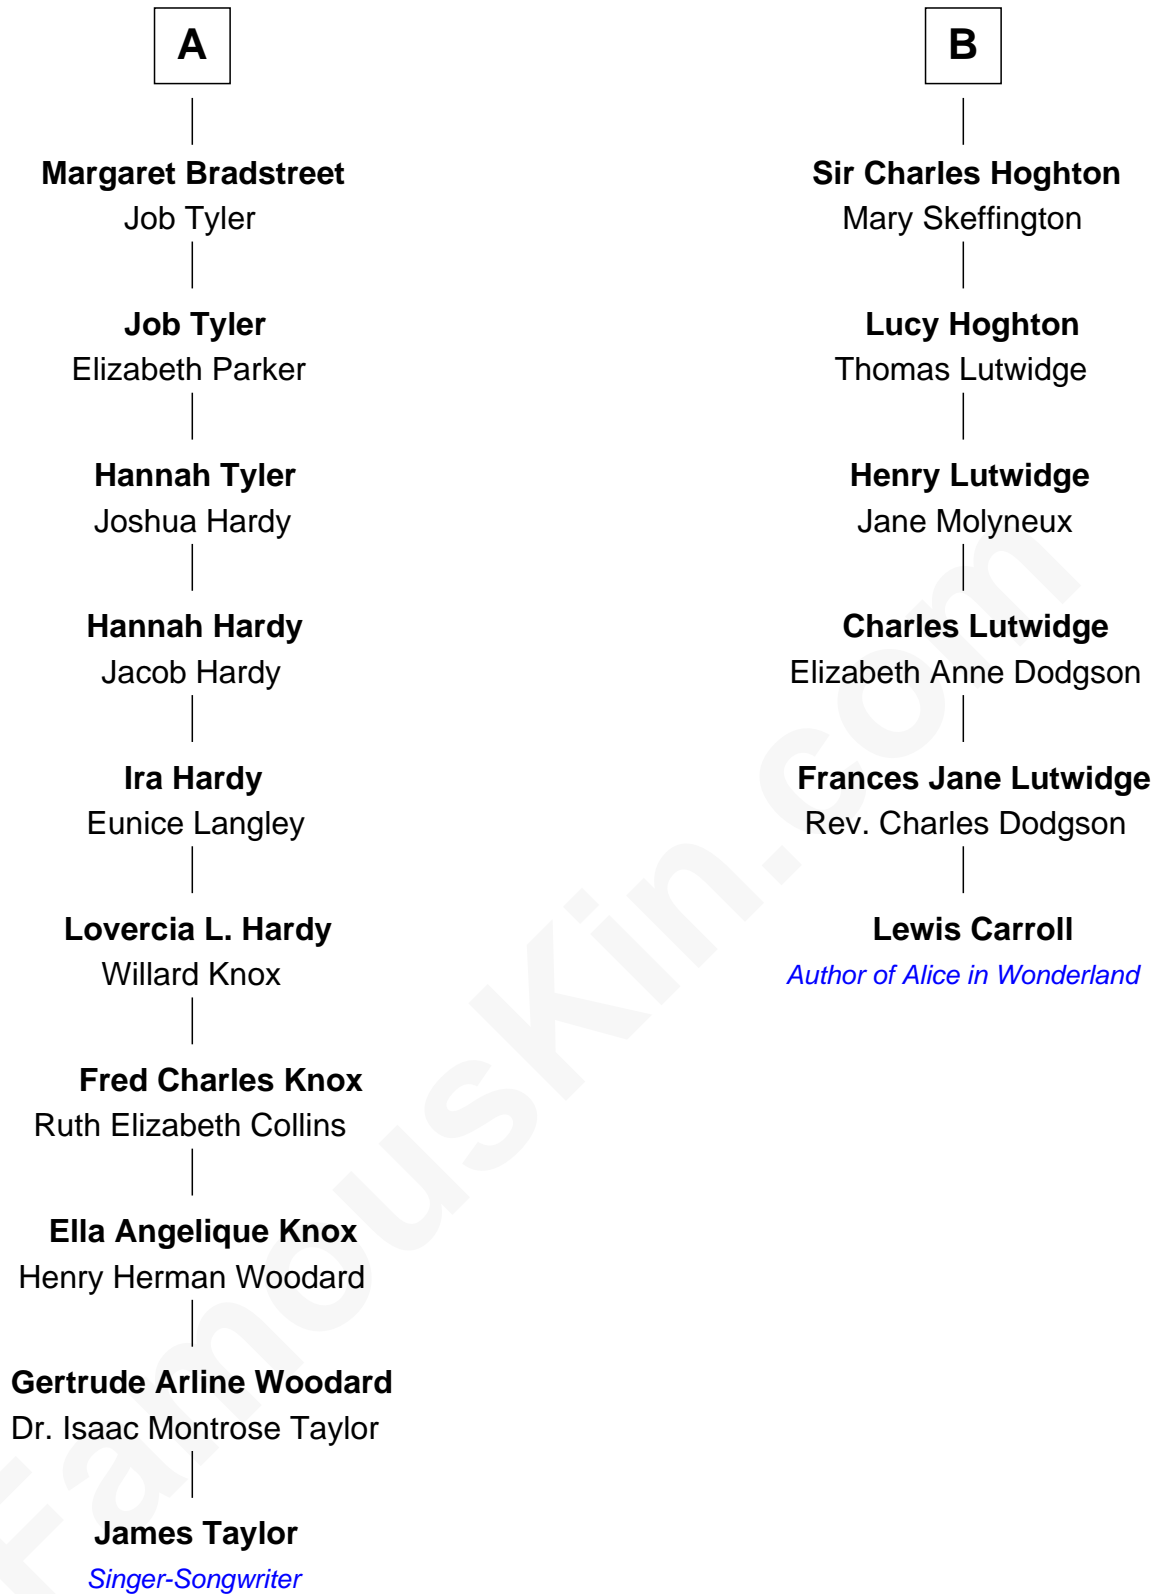 A
Margaret Bradstreet
Job Tyler
Job Tyler
Elizabeth Parker
Hannah Tyler
Joshua Hardy
Hannah Hardy
Jacob Hardy
Ira Hardy
Eunice Langley
Lovercia L. Hardy
Willard Knox
Fred Charles Knox
Ruth Elizabeth Collins
Ella Angelique Knox
Henry Herman Woodard
Gertrude Arline Woodard
Dr. Isaac Montrose Taylor
James Taylor
Singer-Songwriter
B
Sir Charles Hoghton
Mary Skeffington
Lucy Hoghton
Thomas Lutwidge
Henry Lutwidge
Jane Molyneux
Charles Lutwidge
Elizabeth Anne Dodgson
Frances Jane Lutwidge
Rev. Charles Dodgson
Lewis Carroll
Author of Alice in Wonderland
FamousKin.com